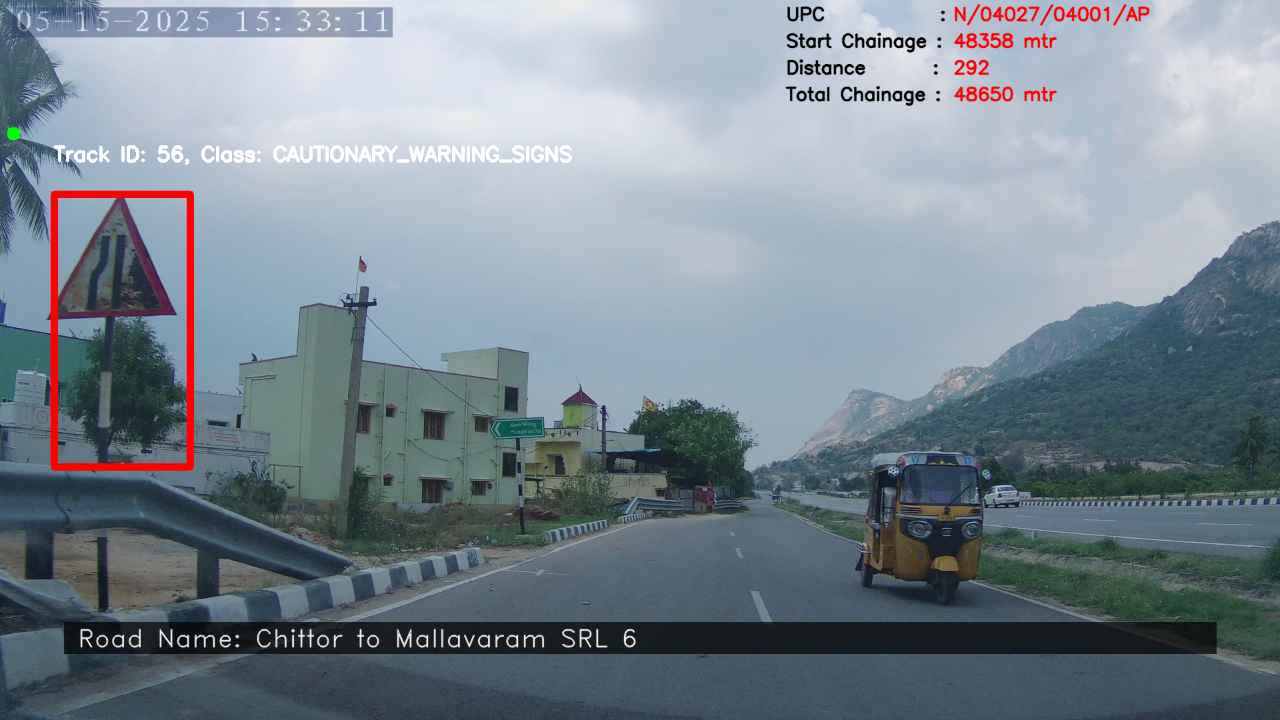 05-15-2025 15:33:11
UPC : N/04027/04001/AP
Start Chainage : 48358 mtr
Distance : 292
Total Chainage : 48650 mtr
Track ID: 56, Class: CAUTIONARY_WARNING_SIGNS
Road Name: Chittor to Mallavaram SRL 6